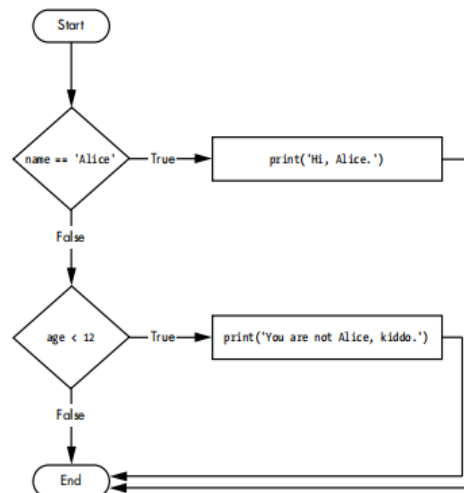 Start
name == 'Alice'
True
print('Hi, Alice.')
False
age < 12
True
print('You are not Alice, kiddo.')
False
End